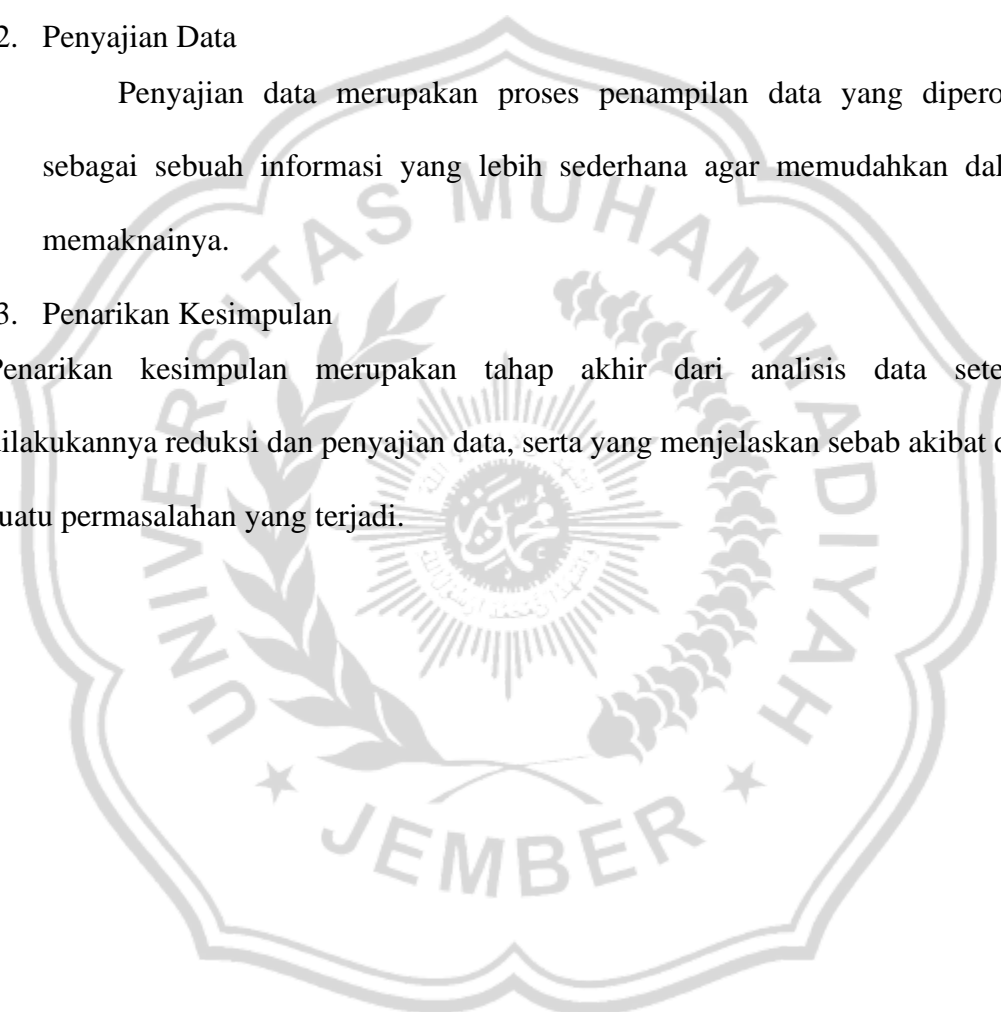 2. Penyajian Data
Penyajian data merupakan proses penampilan data yang dipero
sebagai sebuah informasi yang lebih sederhana agar memudahkan dal
memaknainya.
3. Penarikan Kesimpulan
Penarikan kesimpulan merupakan tahap akhir dari analisis data sete
dilakukannya reduksi dan penyajian data, serta yang menjelaskan sebab akibat d
uatu permasalahan yang terjadi.
UNIVERSITAS MUHAMMADIYAH
JEMBER